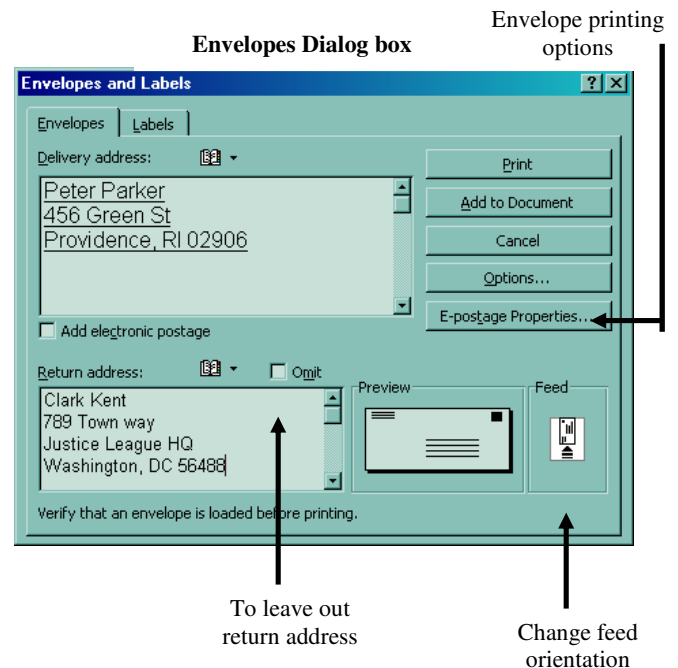 Envelope printing
options
Envelopes Dialog box
Envelopes and Labels
Envelopes Labels
Delivery address:
Peter Parker
456 Green St
Providence, RI 02906
Print
Add to Document
Cancel
Options...
E-postage Properties...
Add electronic postage
Return address: Omit
Clark Kent
789 Town way
Justice League HQ
Washington, DC 56488
Preview
Feed
Verify that an envelope is loaded before printing.
To leave out
return address
Change feed
orientation